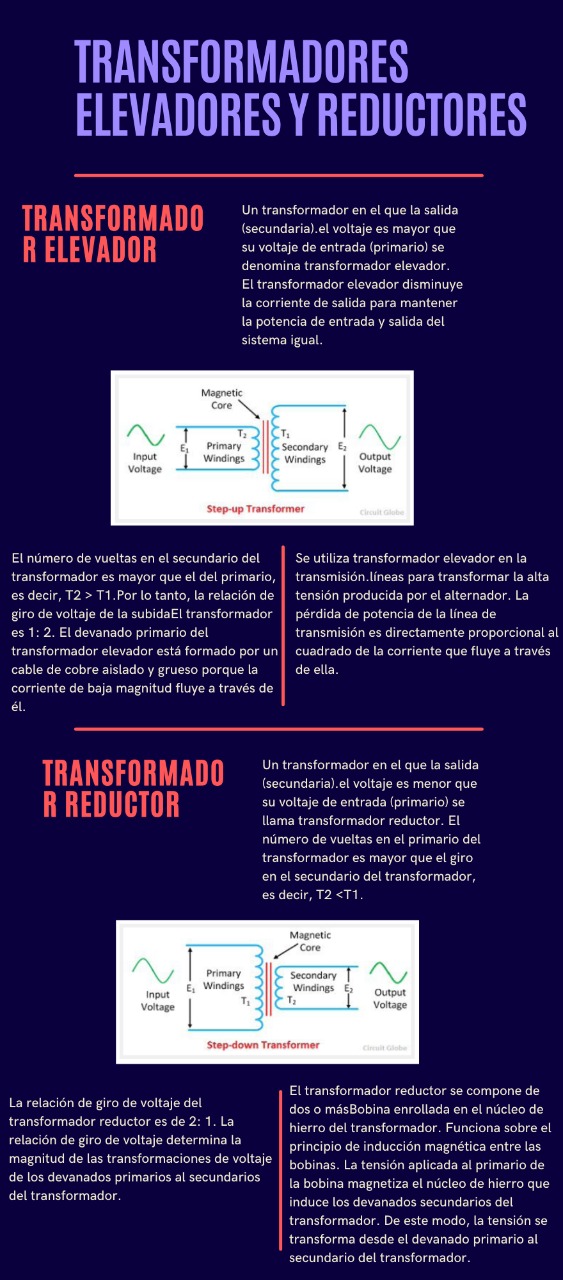 TRANSFORMADORES
ELEVADORES Y REDUCTORES
TRANSFORMADO
R ELEVADOR
Un transformador en el que la salida
(secundaria).el voltaje es mayor que
su voltaje de entrada (primario) se
denomina transformador elevador.
El transformador elevador disminuye
la corriente de salida para mantener
la potencia de entrada y salida del
sistema igual.
Magnetic
Core
Input
Voltage
E₁
Primary
Windings
T₂
T₁
Secondary
Windings
E₂
Output
Voltage
Step-up Transformer
Circuit Globe
El número de vueltas en el secundario del
transformador es mayor que el del primario,
es decir, T2 > T1.Por lo tanto, la relación de
giro de voltaje de la subidaEl transformador
es 1: 2. El devanado primario del
transformador elevador está formado por un
cable de cobre aislado y grueso porque la
corriente de baja magnitud fluye a través de
él.
Se utiliza transformador elevador en la
transmisión.líneas para transformar la alta
tensión producida por el alternador. La
pérdida de potencia de la línea de
transmisión es directamente proporcional al
cuadrado de la corriente que fluye a través
de ella.
TRANSFORMADO
R REDUCTOR
Un transformador en el que la salida
(secundaria).el voltaje es menor que
su voltaje de entrada (primario) se
llama transformador reductor. El
número de vueltas en el primario del
transformador es mayor que el giro
en el secundario del transformador,
es decir, T2 <T1.
Magnetic
Core
Input
Voltage
E₁
Primary
Windings
T₁
Secondary
Windings
T₂
E₂
Output
Voltage
Step-down Transformer
Circuit Globe
La relación de giro de voltaje del
transformador reductor es de 2: 1. La
relación de giro de voltaje determina la
magnitud de las transformaciones de voltaje
de los devanados primarios al secundarios
del transformador.
El transformador reductor se compone de
dos o másBobina enrollada en el núcleo de
hierro del transformador. Funciona sobre el
principio de inducción magnética entre las
bobinas. La tensión aplicada al primario de
la bobina magnetiza el núcleo de hierro que
induce los devanados secundarios del
transformador. De este modo, la tensión se
transforma desde el devanado primario al
secundario del transformador.